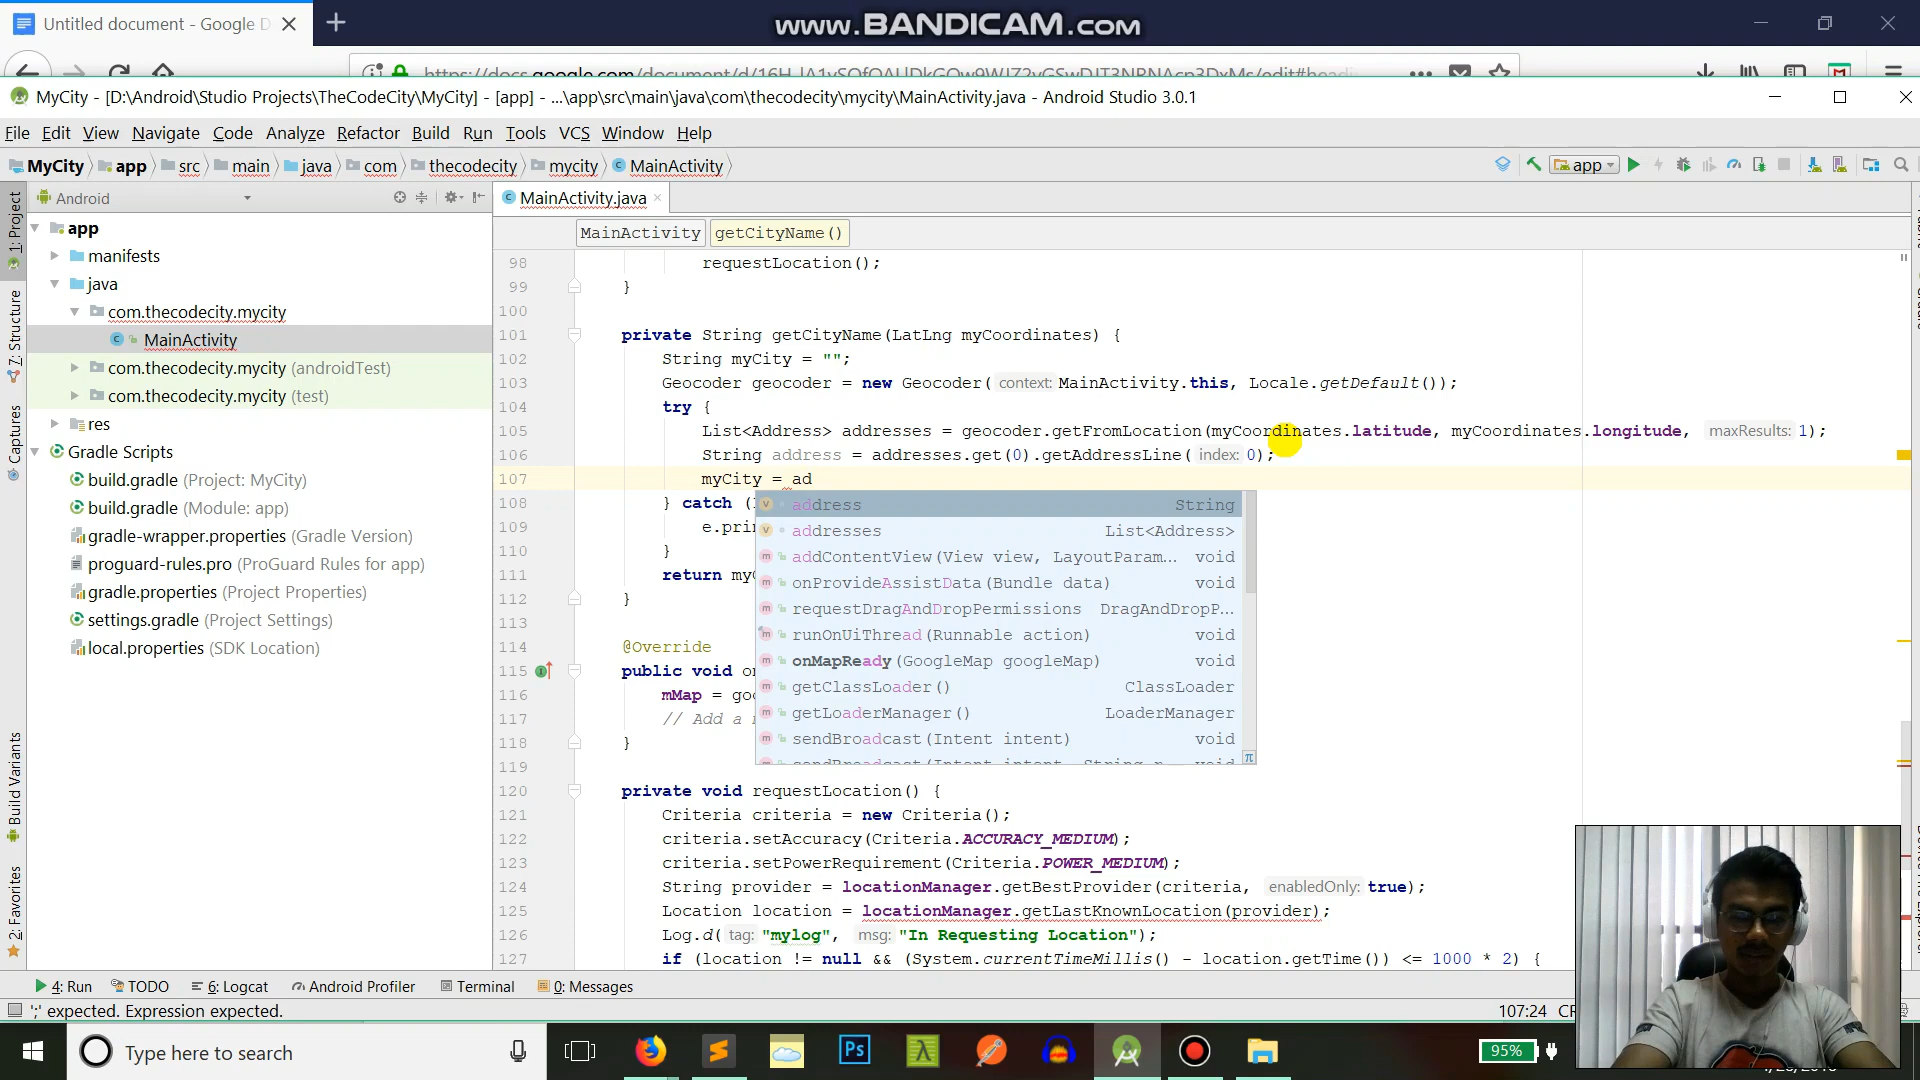 Untitled document - Google D
www.BANDICAM.com
MyCity - [D:\Android\Studio Projects\TheCodeCity\MyCity] - [app] - ...\app\src\main\java\com\thecodecity\mycity\MainActivity.java - Android Studio 3.0.1
File Edit View Navigate Code Analyze Refactor Build Run Tools VCS Window Help
MyCity app src main java com thecodecity mycity MainActivity
app
Android
MainActivity.java
MainActivity getCityName()
1: Project
7: Structure
Captures
Build Variants
2: Favorites
app
manifests
java
com.thecodecity.mycity
MainActivity
com.thecodecity.mycity (androidTest)
com.thecodecity.mycity (test)
res
Gradle Scripts
build.gradle (Project: MyCity)
build.gradle (Module: app)
gradle-wrapper.properties (Gradle Version)
proguard-rules.pro (ProGuard Rules for app)
gradle.properties (Project Properties)
settings.gradle (Project Settings)
local.properties (SDK Location)
98 requestLocation();
99 }
100
101 private String getCityName(LatLng myCoordinates) {
102 String myCity = "";
103 Geocoder geocoder = new Geocoder( context: MainActivity.this, Locale.getDefault());
104 try {
105 List<Address> addresses = geocoder.getFromLocation(myCoordinates.latitude, myCoordinates.longitude, maxResults: 1);
106 String address = addresses.get(0).getAddressLine( index: 0);
107 myCity = ad
108 } catch (
109 e.pri
110 }
111 return my
112 }
113
114 @Override
115 public void on
116 mMap = goo
117 // Add a
118 }
119
120 private void requestLocation() {
121 Criteria criteria = new Criteria();
122 criteria.setAccuracy(Criteria.ACCURACY_MEDIUM);
123 criteria.setPowerRequirement(Criteria.POWER_MEDIUM);
124 String provider = locationManager.getBestProvider(criteria, enabledOnly: true);
125 Location location = locationManager.getLastKnownLocation(provider);
126 Log.d( tag: "mylog", msg: "In Requesting Location");
127 if (location != null && (System.currentTimeMillis() - location.getTime()) <= 1000 * 2) {
address String
addresses List<Address>
addContentView(View view, LayoutParam... void
onProvideAssistData(Bundle data) void
requestDragAndDropPermissions DragAndDropP...
runOnUiThread(Runnable action) void
onMapReady(GoogleMap googleMap) void
getClassLoader() ClassLoader
getLoaderManager() LoaderManager
sendBroadcast(Intent intent) void
4: Run TODO 6: Logcat Android Profiler Terminal 0: Messages
';' expected. Expression expected.
107:24
Type here to search
Ps
95%